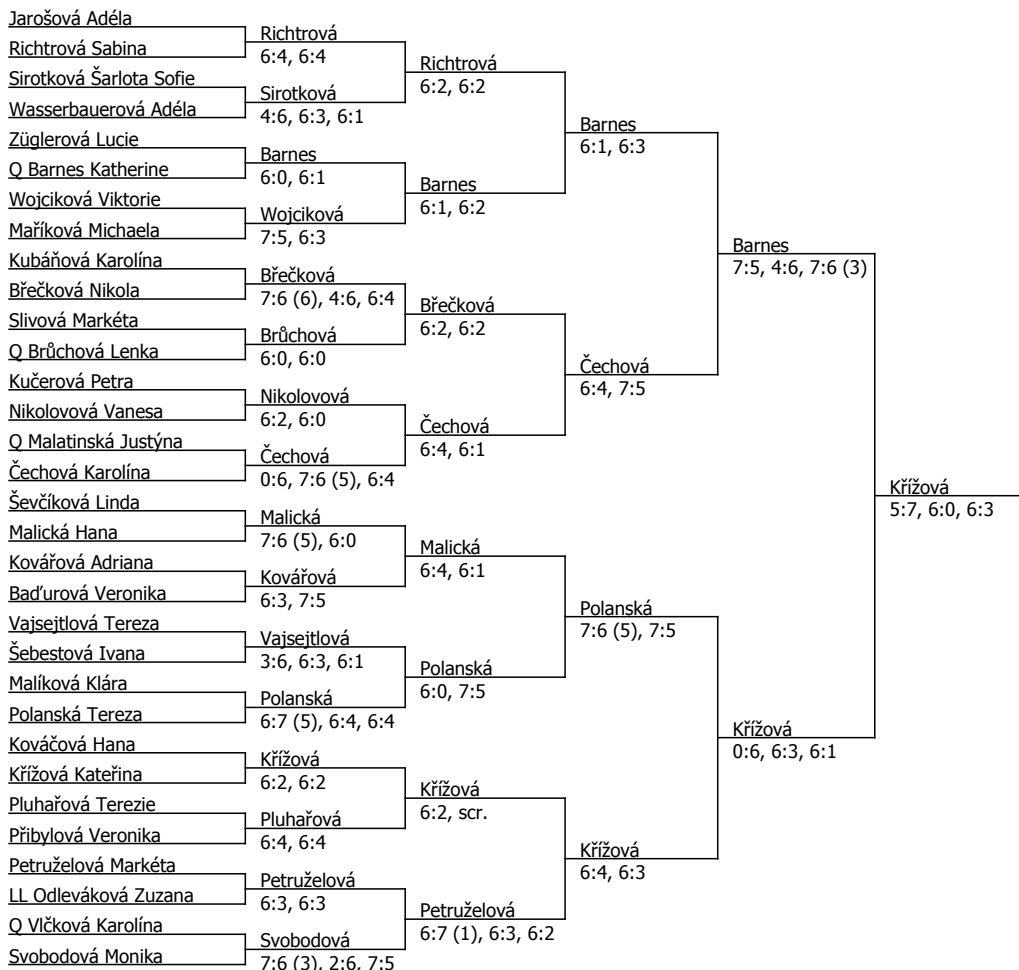 Jarošová Adéla
Richtrová Sabina
Sirotková Šarlota Sofie
Wasserbauerová Adéla
Züglerová Lucie
Q Barnes Katherine
Wojciková Viktorie
Maříková Michaela
Kubáňová Karolína
Břečková Nikola
Slivová Markéta
Q Brůchová Lenka
Kučerová Petra
Nikolovová Vanesa
Q Malatinská Justýna
Čechová Karolína
Ševčíková Linda
Malická Hana
Kovářová Adriana
Baďurová Veronika
Vajsejtlová Tereza
Šebestová Ivana
Malíková Klára
Polanská Tereza
Kováčová Hana
Křížová Kateřina
Pluhařová Terezie
Přibylová Veronika
Petruželová Markéta
LL Odleváková Zuzana
Q Vlčková Karolína
Svobodová Monika
Richtrová
6:4, 6:4
Sirotková
4:6, 6:3, 6:1
Barnes
6:0, 6:1
Wojciková
7:5, 6:3
Břečková
7:6 (6), 4:6, 6:4
Brůchová
6:0, 6:0
Nikolovová
6:2, 6:0
Čechová
0:6, 7:6 (5), 6:4
Malická
7:6 (5), 6:0
Kovářová
6:3, 7:5
Vajsejtlová
3:6, 6:3, 6:1
Polanská
6:7 (5), 6:4, 6:4
Křížová
6:2, 6:2
Pluhařová
6:4, 6:4
Petruželová
6:3, 6:3
Svobodová
7:6 (3), 2:6, 7:5
Richtrová
6:2, 6:2
Barnes
6:1, 6:2
Břečková
6:2, 6:2
Čechová
6:4, 6:1
Malická
6:4, 6:1
Polanská
6:0, 7:5
Křížová
6:2, scr.
Petruželová
6:7 (1), 6:3, 6:2
Barnes
6:1, 6:3
Čechová
6:4, 7:5
Polanská
7:6 (5), 7:5
Křížová
6:4, 6:3
Barnes
7:5, 4:6, 7:6 (3)
Křížová
0:6, 6:3, 6:1
Křížová
5:7, 6:0, 6:3